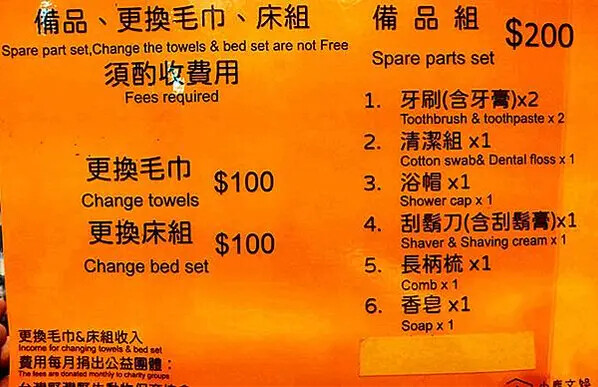 備品、更換毛巾、床組
Spare part set,Change the towels & bed set are not Free
須酌收費用
Fees required
更換毛巾 $100
Change towels
更換床組 $100
Change bed set
更換毛巾&床組收入
Income for changing towels & bed set
費用每月捐出公益團體：
The fees are donated monthly to charity groups
備品組 $200
Spare parts set
1. 牙刷(含牙膏)x2
Toothbrush & toothpaste x 2
2. 清潔組 x1
Cotton swab& Dental floss x 1
3. 浴帽 x1
Shower cap x 1
4. 刮鬍刀(含刮鬍膏)x1
Shaver & Shaving cream x 1
5. 長柄梳 x1
Comb x 1
6. 香皂 x1
Soap x 1